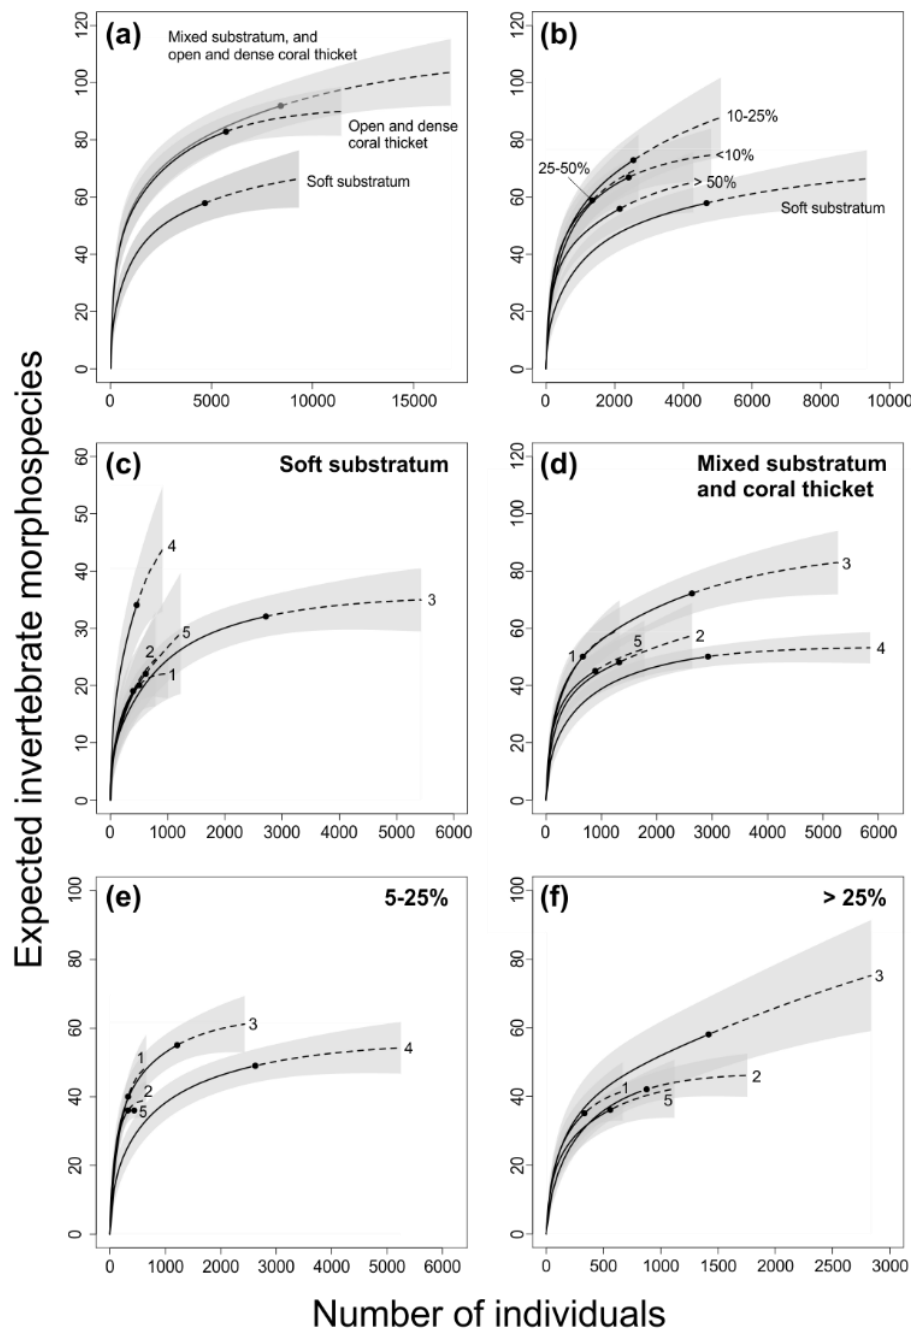 (a)
Mixed substratum, and
open and dense coral thicket
Open and dense
coral thicket
Soft substratum
0 20 40 60 80 100 120
0 5000 10000 15000
(b)
10-25%
<10%
25-50%
> 50%
Soft substratum
0 20 40 60 80 100 120
0 2000 4000 6000 8000 10000
(c)
Soft substratum
4
5
3
2
1
0 10 20 30 40 50 60
0 1000 2000 3000 4000 5000 6000
(d)
Mixed substratum
and coral thicket
3
1
5
2
4
0 20 40 60 80 100 120
0 1000 2000 3000 4000 5000 6000
(e)
5-25%
3
1
4
2
5
0 20 40 60 80 100
0 1000 2000 3000 4000 5000 6000
(f)
> 25%
3
1
2
5
0 20 40 60 80 100
0 500 1000 1500 2000 2500 3000
Expected invertebrate morphospecies
Number of individuals